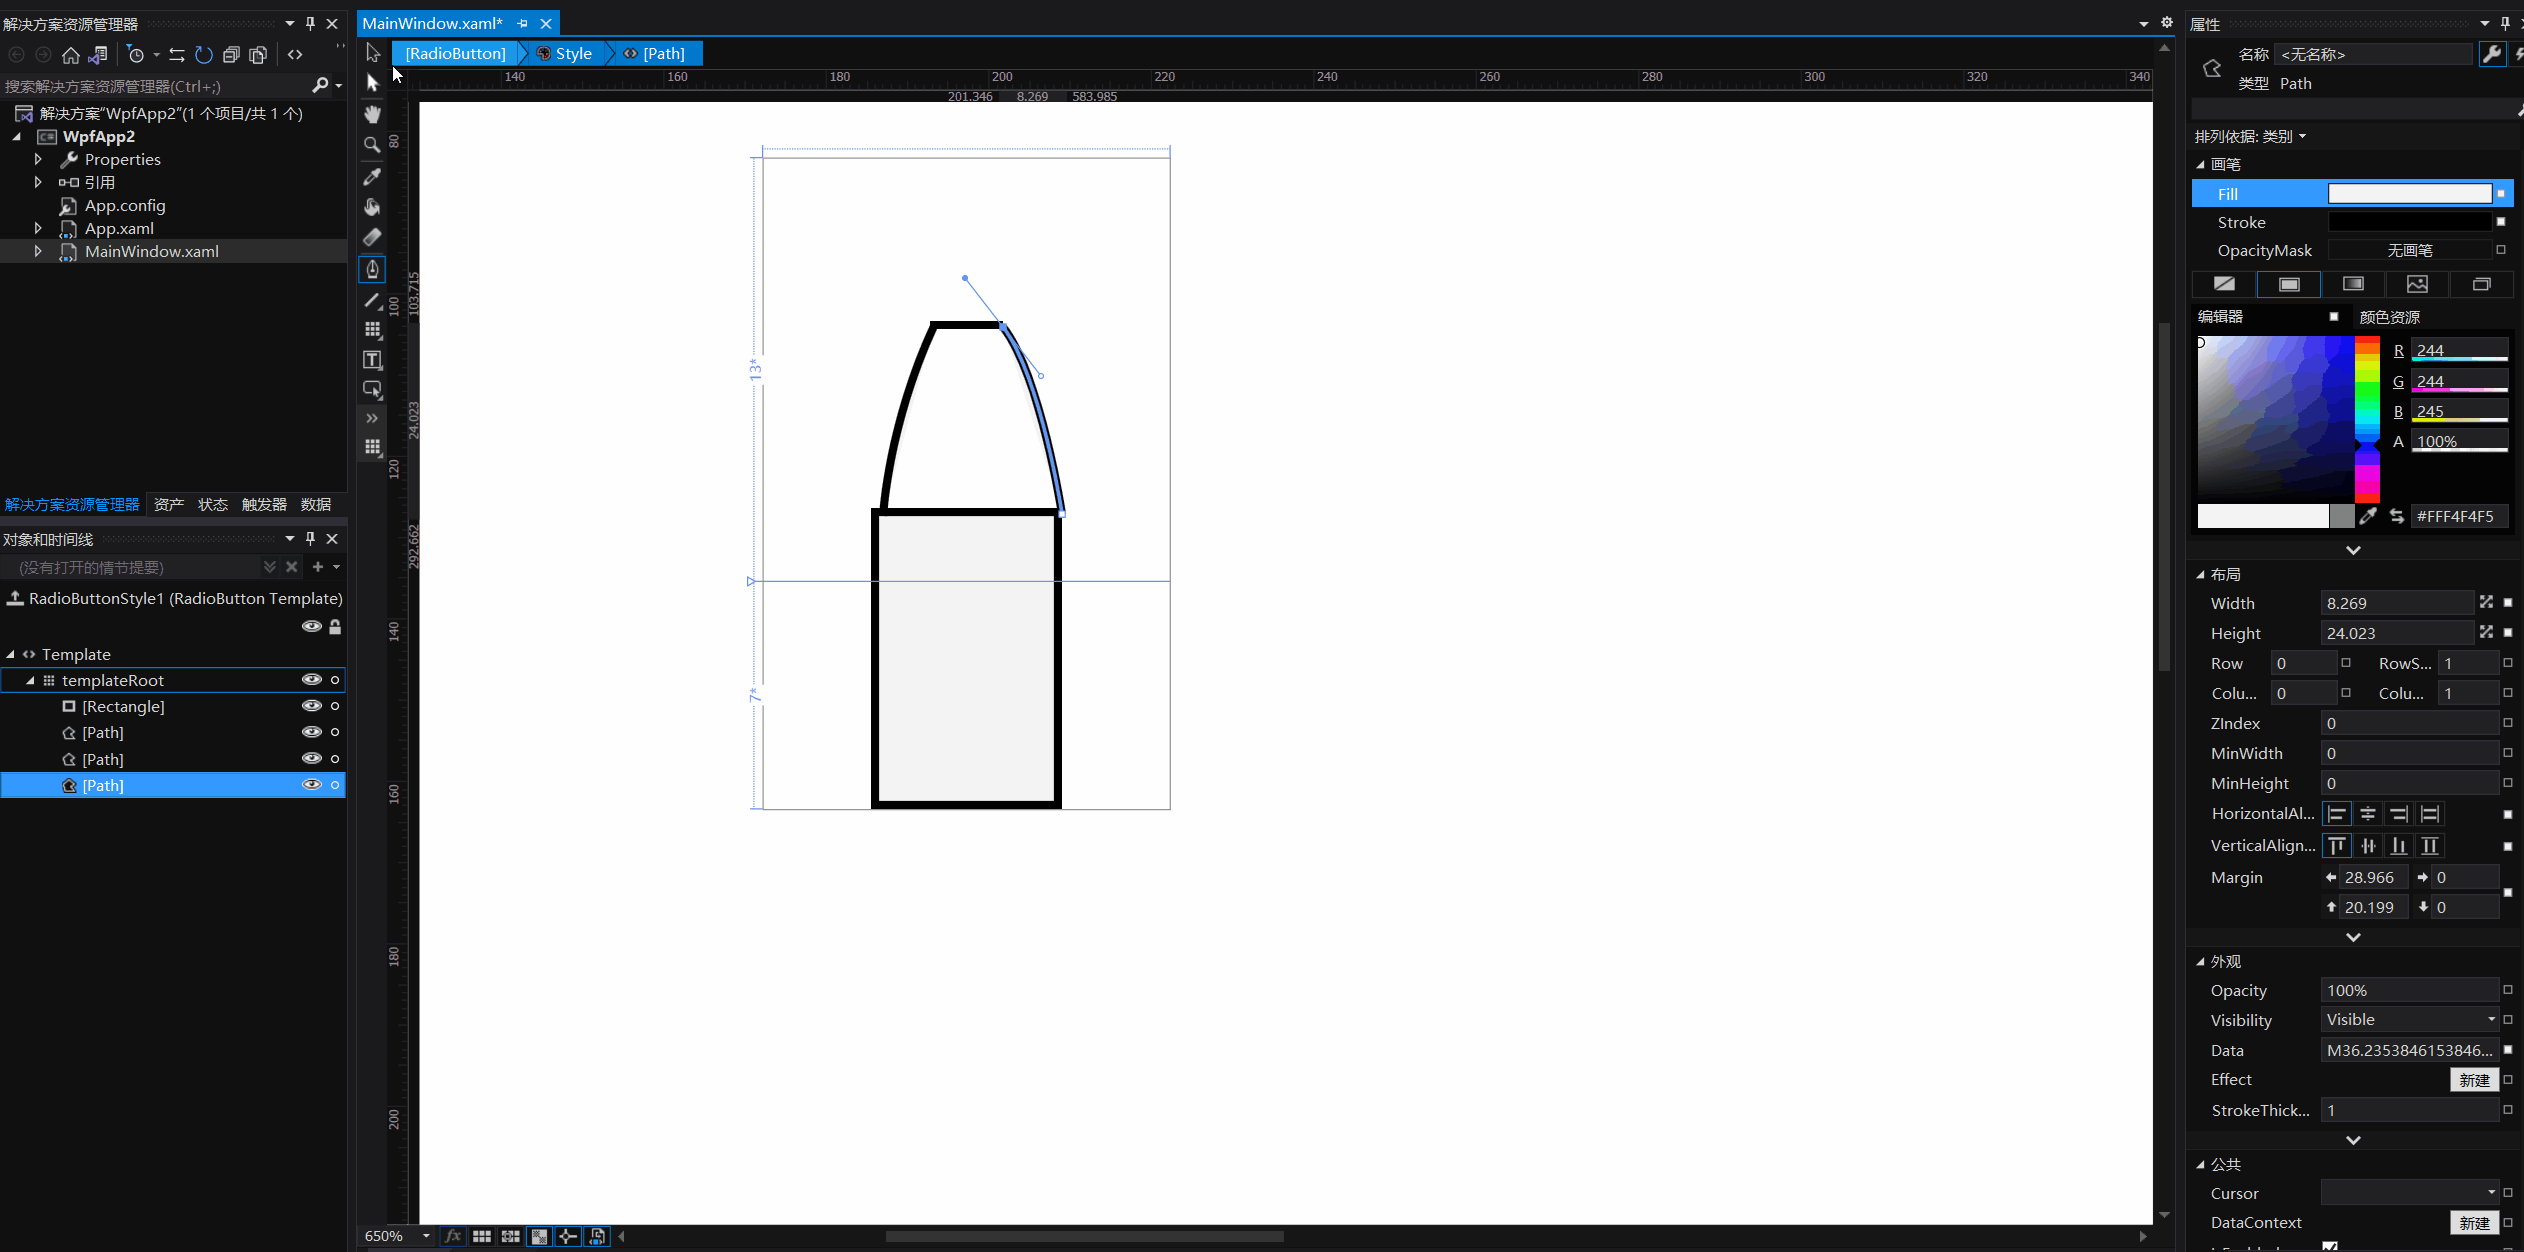 解决方案资源管理器
搜索解决方案资源管理器(Ctrl+;)
解决方案"WpfApp2"(1 个项目/共 1 个)
WpfApp2
Properties
引用
App.config
App.xaml
MainWindow.xaml
解决方案资源管理器 资产 状态 触发器 数据
对象和时间线
(没有打开的情节提要)
RadioButtonStyle1 (RadioButton Template)
Template
templateRoot
[Rectangle]
[Path]
[Path]
[Path]
MainWindow.xaml*
[RadioButton] Style [Path]
140 160 180 200 220 240 260 280 300 320 340
201.346 8.269 583.985
80
100
103.715
24.023
120
292.662
140
160
180
200
13*
7*
650%
fx
属性
名称 <无名称>
类型 Path
排列依据: 类别
画笔
Fill
Stroke
OpacityMask 无画笔
编辑器 颜色资源
R 244
G 244
B 245
A 100%
#FFF4F4F5
布局
Width 8.269
Height 24.023
Row 0 RowS... 1
Colu... 0 Colu... 1
ZIndex 0
MinWidth 0
MinHeight 0
HorizontalAl...
VerticalAlign...
Margin 28.966 0
20.199 0
外观
Opacity 100%
Visibility Visible
Data M36.2353846153846...
Effect 新建
StrokeThick... 1
公共
Cursor
DataContext 新建